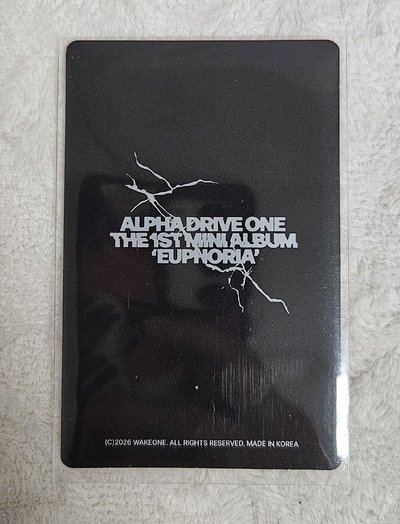 ALPHA DRIVE ONE
THE 1ST MINI ALBUM
‘EUPHORIA’
(C)2026 WAKEONE. ALL RIGHTS RESERVED. MADE IN KOREA